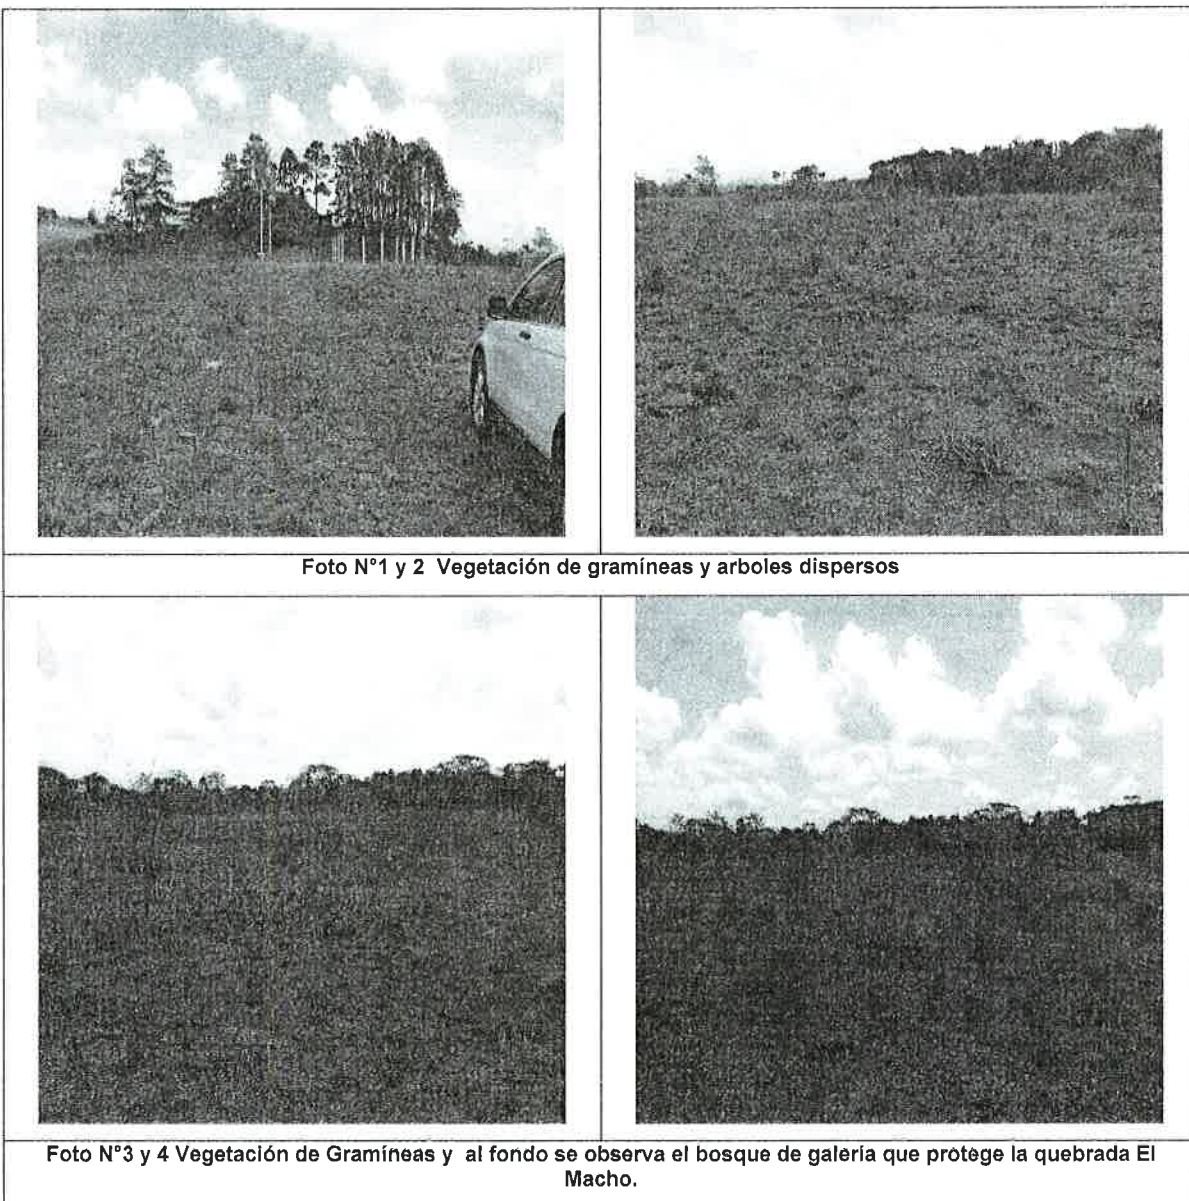 Foto N°1 y 2 Vegetación de gramíneas y arboles dispersos
Foto N°3 y 4 Vegetación de Gramíneas y al fondo se observa el bosque de galería que protege la quebrada El
Macho.